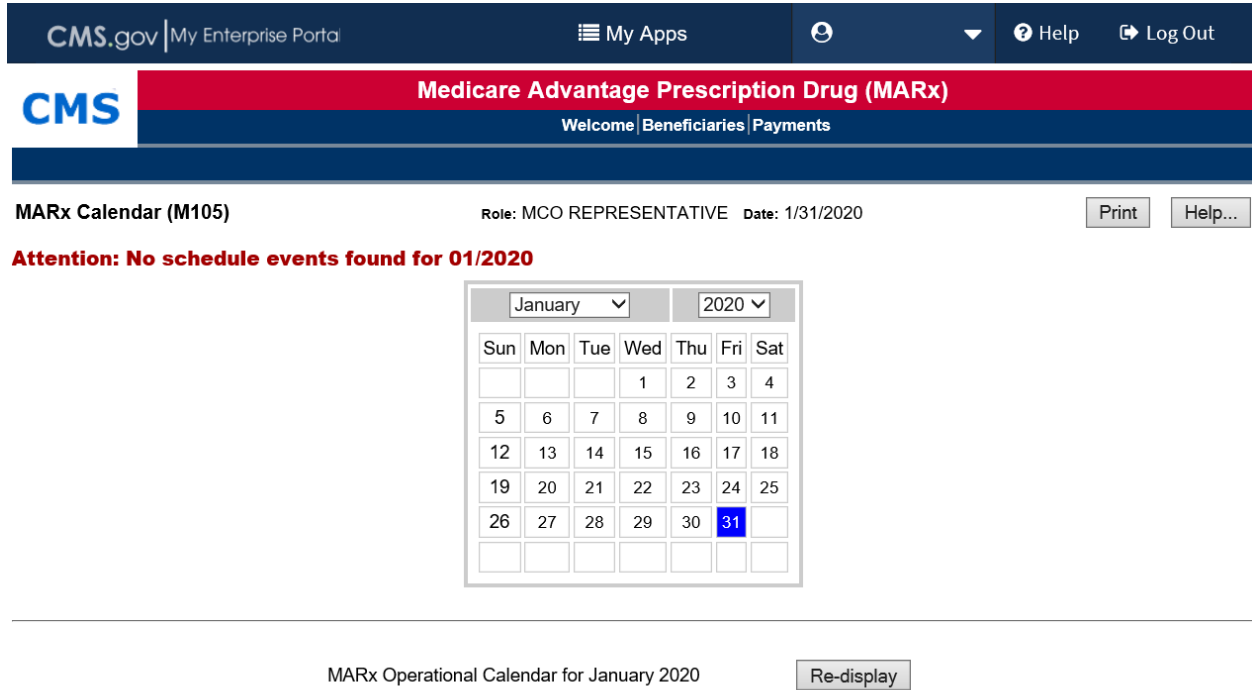 CMS.gov My Enterprise Portal My Apps Help Log Out
CMS Medicare Advantage Prescription Drug (MARx)
Welcome|Beneficiaries|Payments
MARx Calendar (M105) Role: MCO REPRESENTATIVE Date: 1/31/2020 Print Help...
Attention: No schedule events found for 01/2020
January 2020
Sun Mon Tue Wed Thu Fri Sat
1 2 3 4
5 6 7 8 9 10 11
12 13 14 15 16 17 18
19 20 21 22 23 24 25
26 27 28 29 30 31
MARx Operational Calendar for January 2020 Re-display